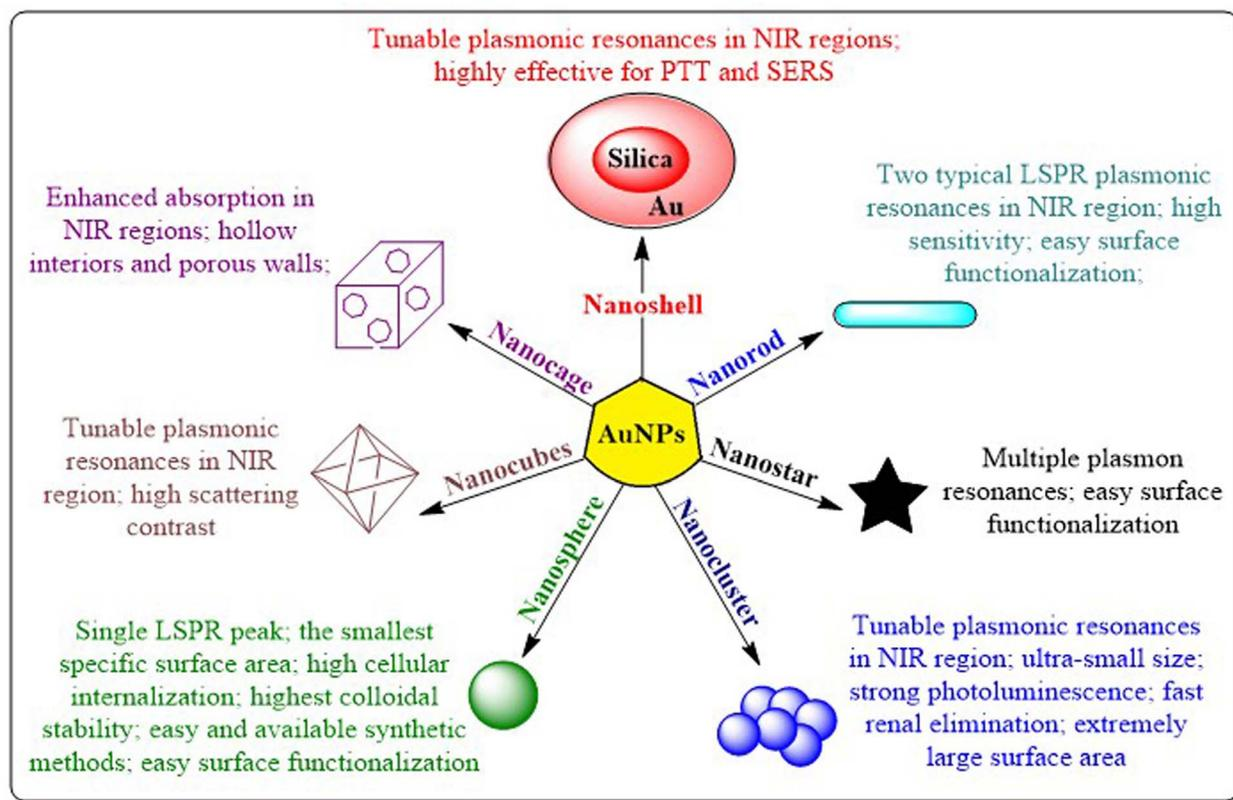 Tunable plasmonic resonances in NIR regions;
highly effective for PTT and SERS
Silica
Au
Enhanced absorption in
NIR regions; hollow
interiors and porous walls;
Two typical LSPR plasmonic
resonances in NIR region; high
sensitivity; easy surface
functionalization;
Nanoshell
Nanocage
Nanorod
AuNPs
Tunable plasmonic
resonances in NIR
region; high scattering
contrast
Nanocubes
Nanostar
Multiple plasmon
resonances; easy surface
functionalization
Nanosphere
Nanocluster
Single LSPR peak; the smallest
specific surface area; high cellular
internalization; highest colloidal
stability; easy and available synthetic
methods; easy surface functionalization
Tunable plasmonic resonances
in NIR region; ultra-small size;
strong photoluminescence; fast
renal elimination; extremely
large surface area